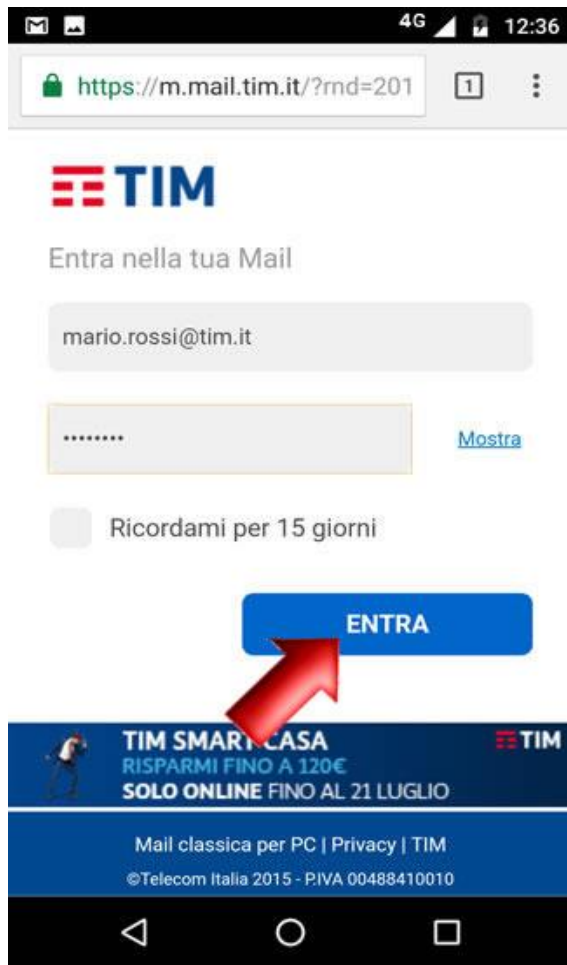 4G 12:36
https://m.mail.tim.it/?rnd=201 1
TIM
Entra nella tua Mail
mario.rossi@tim.it
••••••••
Mostra
Ricordami per 15 giorni
ENTRA
TIM SMART CASA
TIM
RISPARMI FINO A 120€
SOLO ONLINE FINO AL 21 LUGLIO
Mail classica per PC | Privacy | TIM
©Telecom Italia 2015 - P.IVA 00488410010